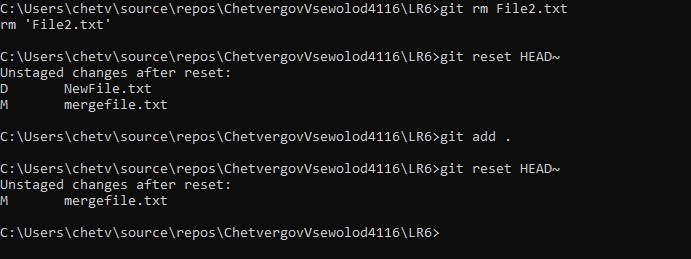 C:\Users\chetv\source\repos\ChetvergovVsewolod4116\LR6>git rm File2.txt
rm 'File2.txt'
C:\Users\chetv\source\repos\ChetvergovVsewolod4116\LR6>git reset HEAD~
Unstaged changes after reset:
D       NewFile.txt
M       mergefile.txt
C:\Users\chetv\source\repos\ChetvergovVsewolod4116\LR6>git add .
C:\Users\chetv\source\repos\ChetvergovVsewolod4116\LR6>git reset HEAD~
Unstaged changes after reset:
M       mergefile.txt
C:\Users\chetv\source\repos\ChetvergovVsewolod4116\LR6>